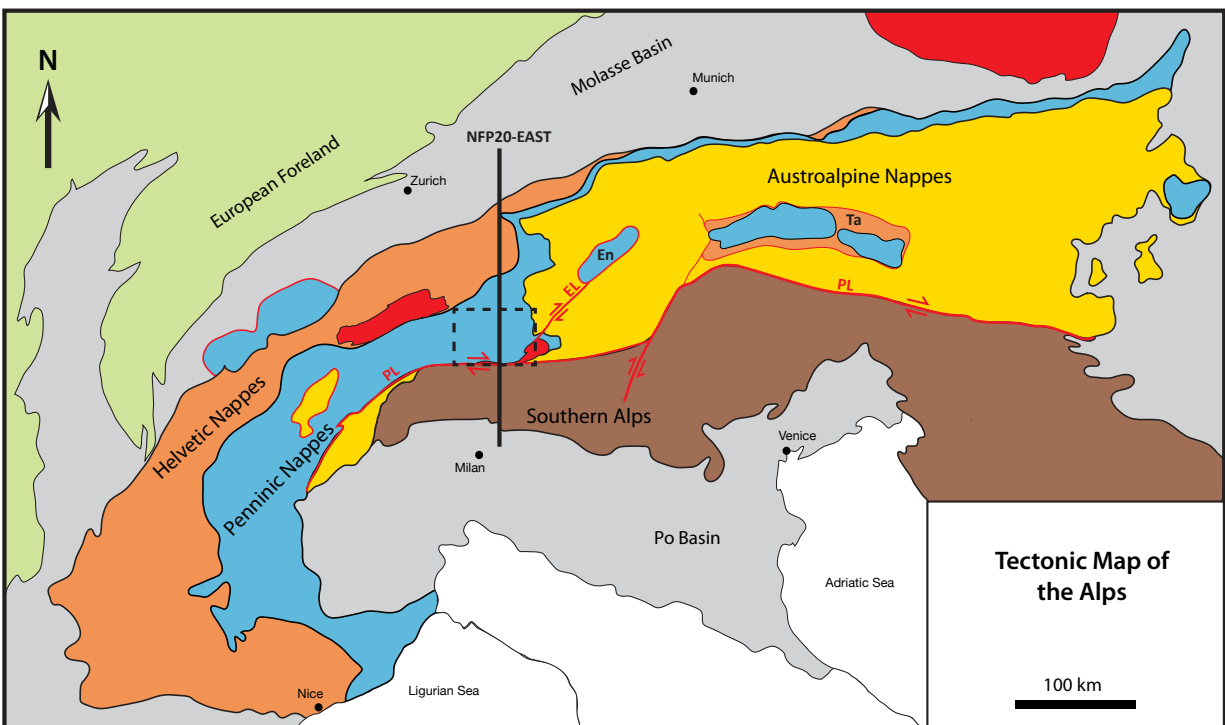 N
Molasse Basin
Munich
NFP20-EAST
European Foreland
Zurich
Austroalpine Nappes
En
Ta
EL
PL
PL
Helvetic Nappes
Penninic Nappes
Southern Alps
Milan
Venice
Po Basin
Adriatic Sea
Ligurian Sea
Nice
Tectonic Map of
the Alps
100 km